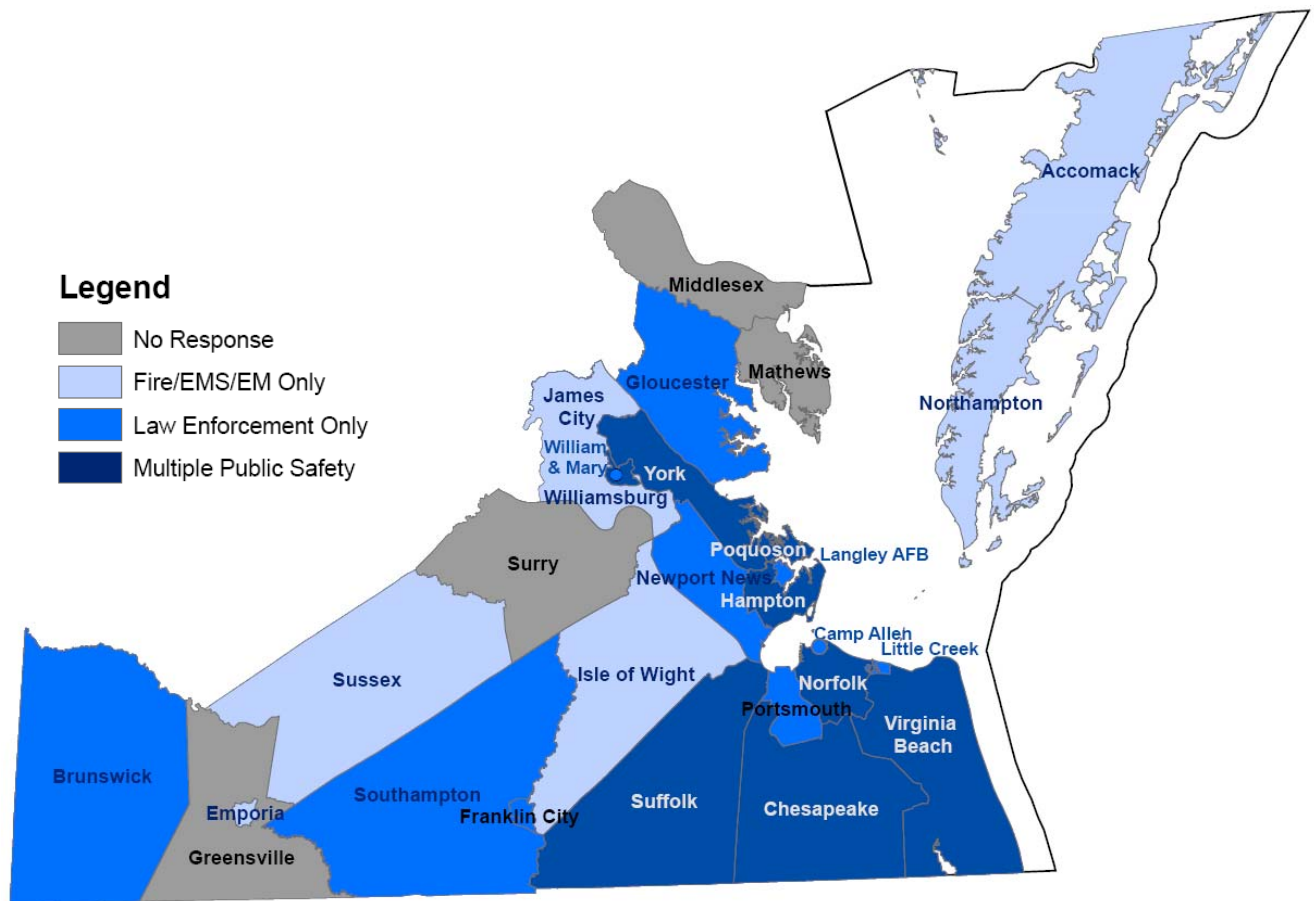 Accomack
Middlesex
Legend
No Response
Mathews
Fire/EMS/EM Only
Gloucester
James
City
Northampton
Law Enforcement Only
William
& Mary
Multiple Public Safety
York
Williamsburg
Poquoson
Langley AFB
Surry
Newport News
Hampton
Camp Allen
Little Creek
Sussex
Isle of Wight
Norfolk
Portsmouth
Virginia
Beach
Brunswick
Southampton
Suffolk
Chesapeake
Emporia
Franklin City
Greensville